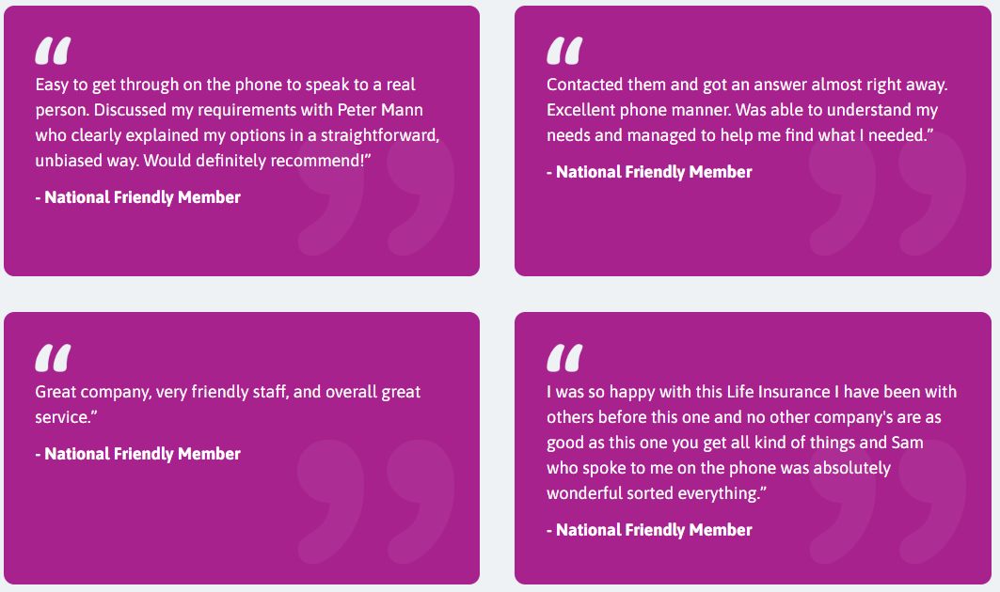 “
Easy to get through on the phone to speak to a real
person. Discussed my requirements with Peter Mann
who clearly explained my options in a straightforward,
unbiased way. Would definitely recommend!”
- National Friendly Member
“
Contacted them and got an answer almost right away.
Excellent phone manner. Was able to understand my
needs and managed to help me find what I needed.”
- National Friendly Member
“
Great company, very friendly staff, and overall great
service.”
- National Friendly Member
“
I was so happy with this Life Insurance I have been with
others before this one and no other company's are as
good as this one you get all kind of things and Sam
who spoke to me on the phone was absolutely
wonderful sorted everything.”
- National Friendly Member